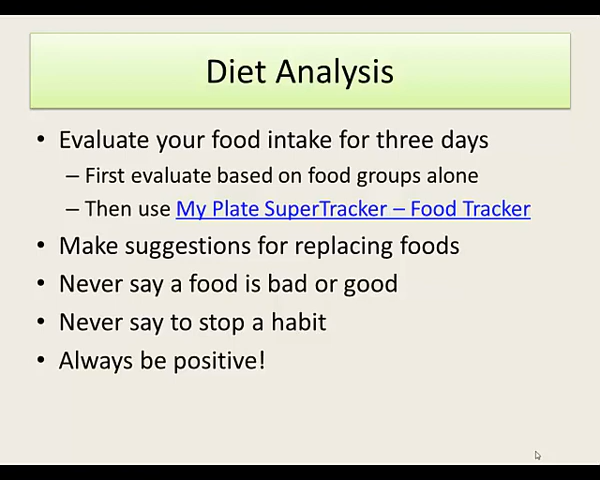 Diet Analysis
• Evaluate your food intake for three days
– First evaluate based on food groups alone
– Then use My Plate SuperTracker – Food Tracker
• Make suggestions for replacing foods
• Never say a food is bad or good
• Never say to stop a habit
• Always be positive!